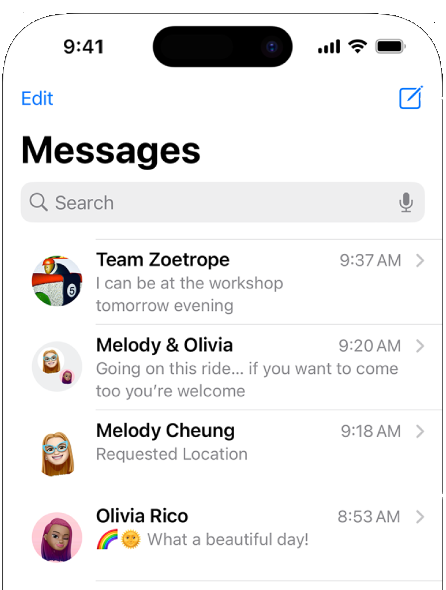 9:41
Edit
Messages
Search
Team Zoetrope 9:37 AM
I can be at the workshop
tomorrow evening
Melody & Olivia 9:20 AM
Going on this ride... if you want to come
too you’re welcome
Melody Cheung 9:18 AM
Requested Location
Olivia Rico 8:53 AM
🌈🌞 What a beautiful day!
5